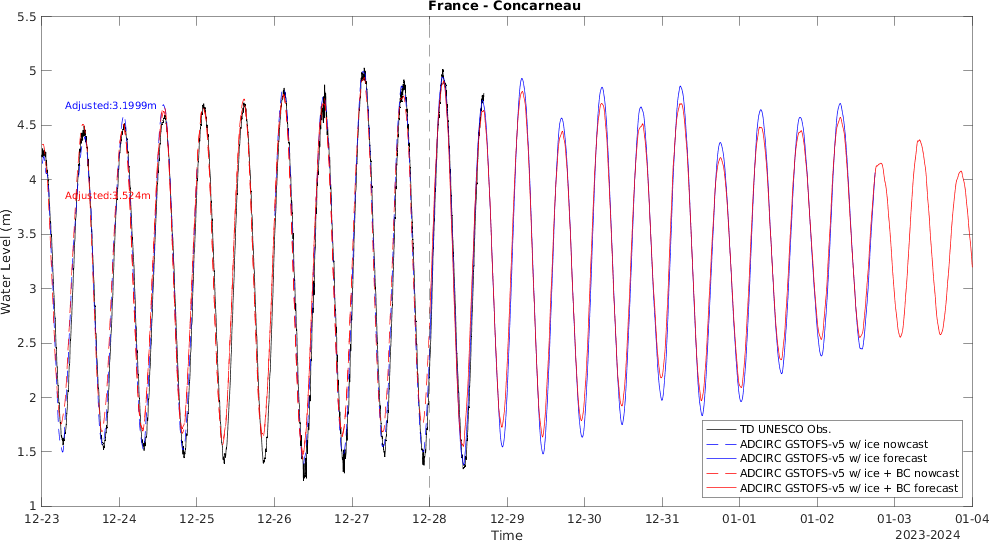 France - Concarneau
5.5
5
4.5
4
3.5
3
2.5
2
1.5
1
Water Level (m)
Adjusted:3.1999m
Adjusted:3.524m
TD UNESCO Obs.
ADCIRC GSTOFS-v5 w/ ice nowcast
ADCIRC GSTOFS-v5 w/ ice forecast
ADCIRC GSTOFS-v5 w/ ice + BC nowcast
ADCIRC GSTOFS-v5 w/ ice + BC forecast
12-23 12-24 12-25 12-26 12-27 12-28 12-29 12-30 12-31 01-01 01-02 01-03 01-04
Time
2023-2024